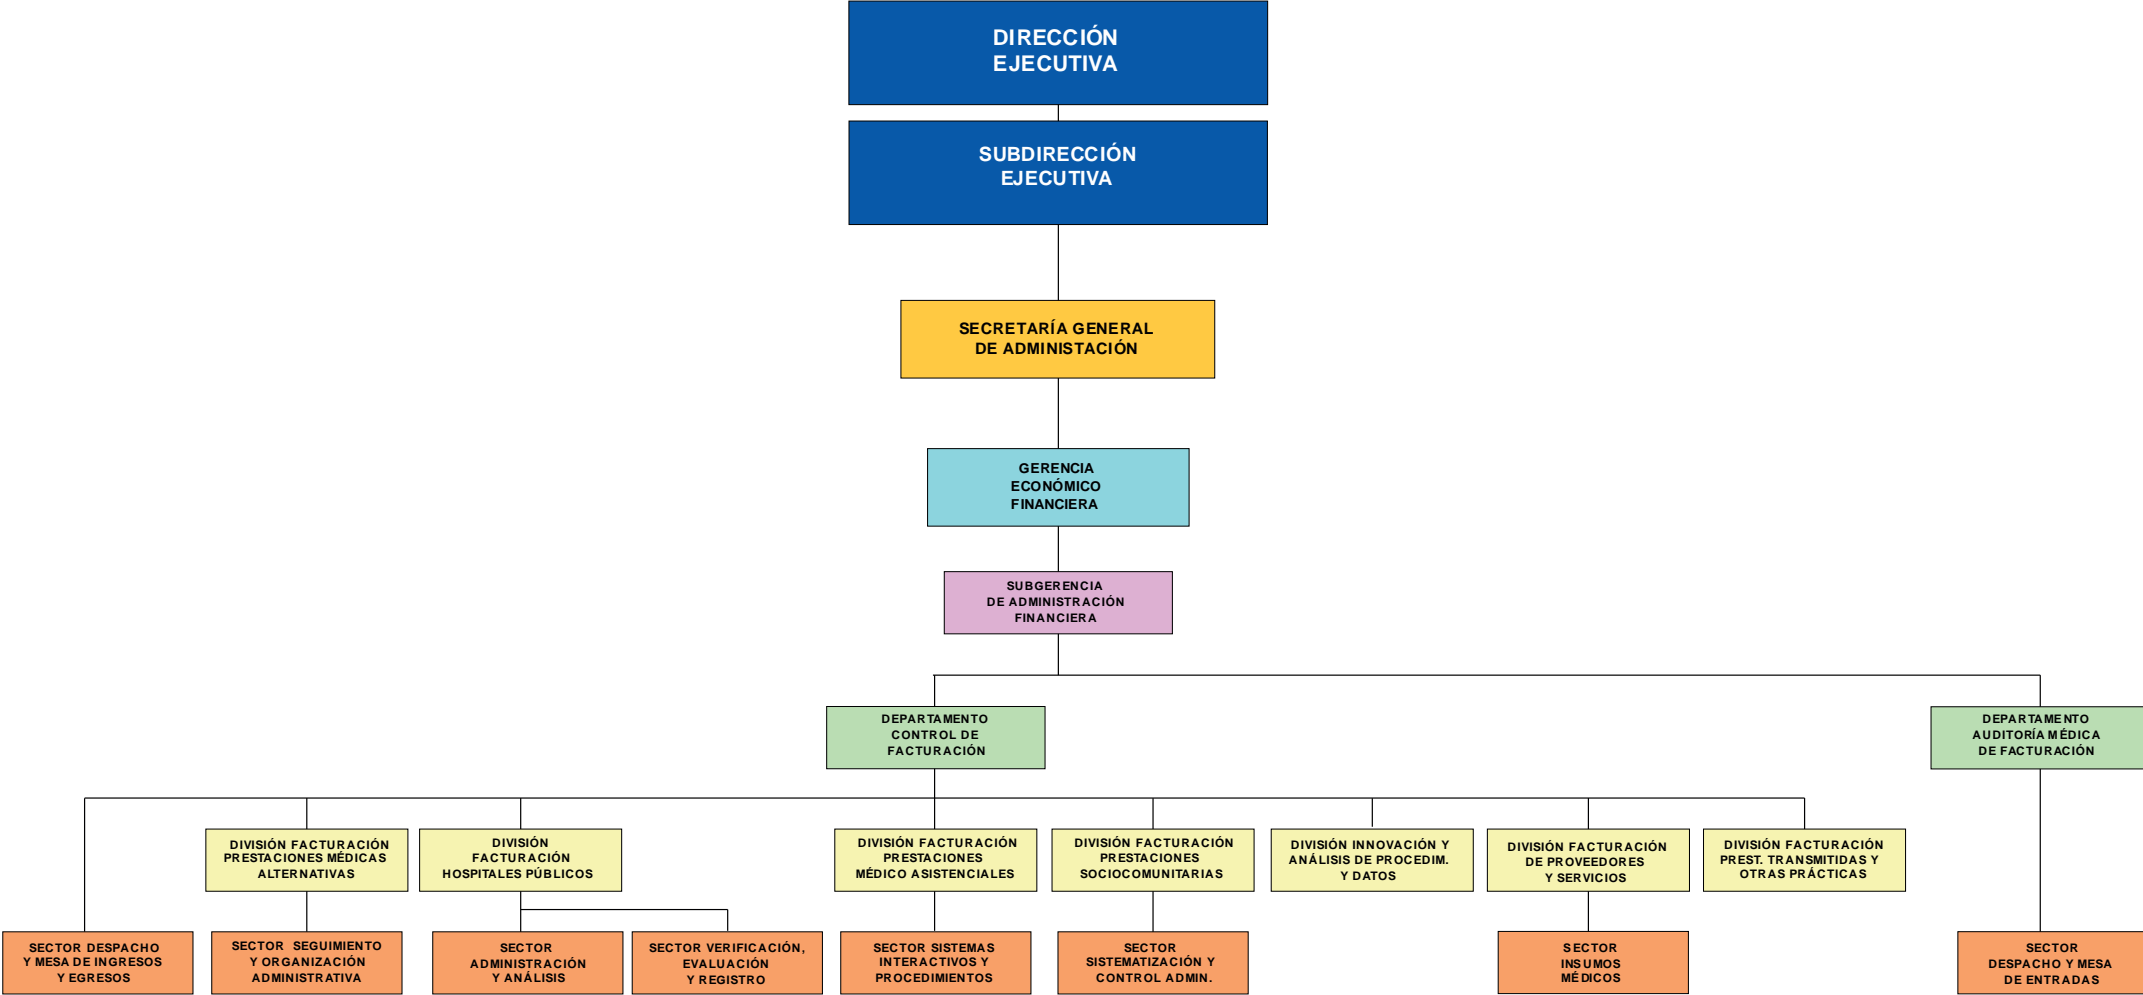 DIRECCIÓN
EJECUTIVA
SUBDIRECCIÓN
EJECUTIVA
SECRETARÍA GENERAL
DE ADMINISTACIÓN
GERENCIA
ECONÓMICO
FINANCIERA
SUBGERENCIA
DE ADMINISTRACIÓN
FINANCIERA
DEPARTAMENTO
CONTROL DE
FACTURACIÓN
DEPARTAMENTO
AUDITORÍA MÉDICA
DE FACTURACIÓN
DIVISIÓN FACTURACIÓN
PRESTACIONES MÉDICAS
ALTERNATIVAS
DIVISIÓN
FACTURACIÓN
HOSPITALES PÚBLICOS
DIVISIÓN FACTURACIÓN
PRESTACIONES
MÉDICO ASISTENCIALES
DIVISIÓN FACTURACIÓN
PRESTACIONES
SOCIOCOMUNITARIAS
DIVISIÓN INNOVACIÓN Y
ANÁLISIS DE PROCEDIM.
Y DATOS
DIVISIÓN FACTURACIÓN
DE PROVEEDORES
Y SERVICIOS
DIVISIÓN FACTURACIÓN
PREST. TRANSMITIDAS Y
OTRAS PRÁCTICAS
SECTOR DESPACHO
Y MESA DE INGRESOS
Y EGRESOS
SECTOR SEGUIMIENTO
Y ORGANIZACIÓN
ADMINISTRATIVA
SECTOR
ADMINISTRACIÓN
Y ANÁLISIS
SECTOR VERIFICACIÓN,
EVALUACIÓN
Y REGISTRO
SECTOR SISTEMAS
INTERACTIVOS Y
PROCEDIMIENTOS
SECTOR
SISTEMATIZACIÓN Y
CONTROL ADMIN.
SECTOR
INSUMOS
MÉDICOS
SECTOR
DESPACHO Y MESA
DE ENTRADAS